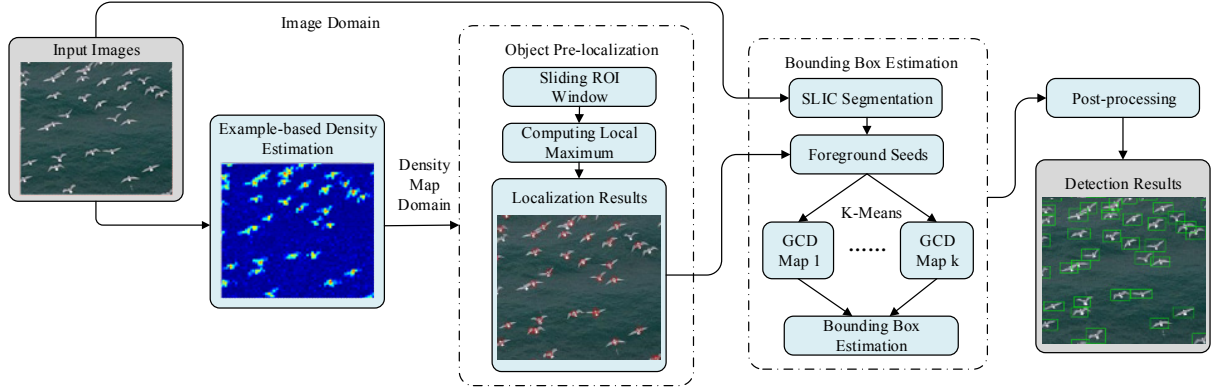 Image Domain
Input Images
Example-based Density
Estimation
Density
Map
Domain
Object Pre-localization
Sliding ROI
Window
Computing Local
Maximum
Localization Results
Bounding Box Estimation
SLIC Segmentation
Foreground Seeds
K-Means
GCD
Map 1
......
GCD
Map k
Bounding Box
Estimation
Post-processing
Detection Results